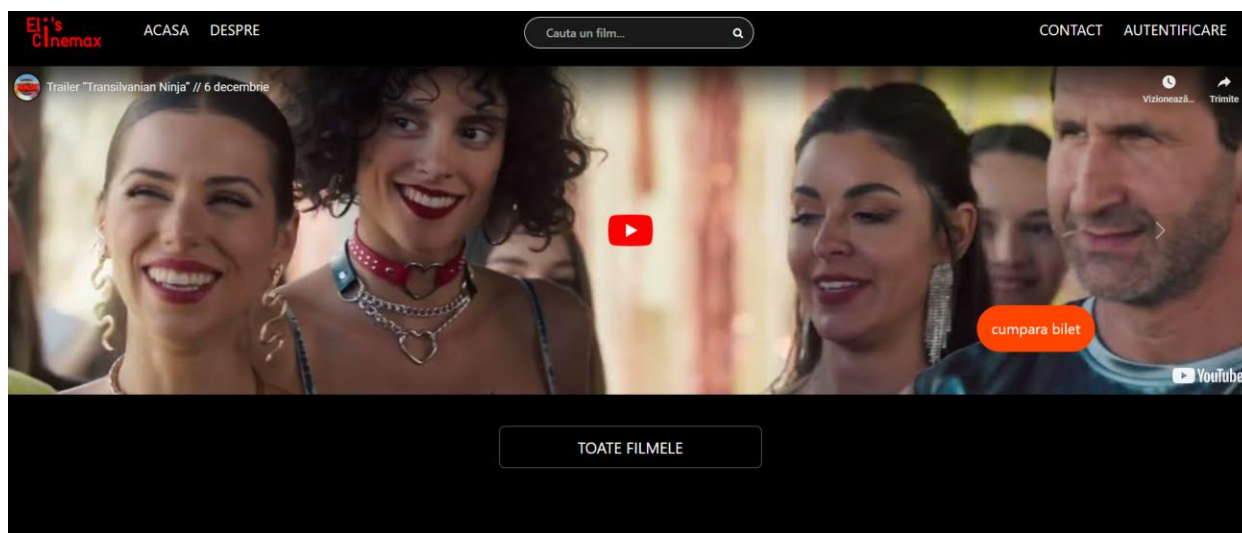 Eli's
CInemax
ACASA
DESPRE
Cauta un film...
CONTACT
AUTENTIFICARE
Trailer "Transilvanian Ninja" // 6 decembrie
Vizionează...
Trimite
cumpara bilet
YouTube
TOATE FILMELE